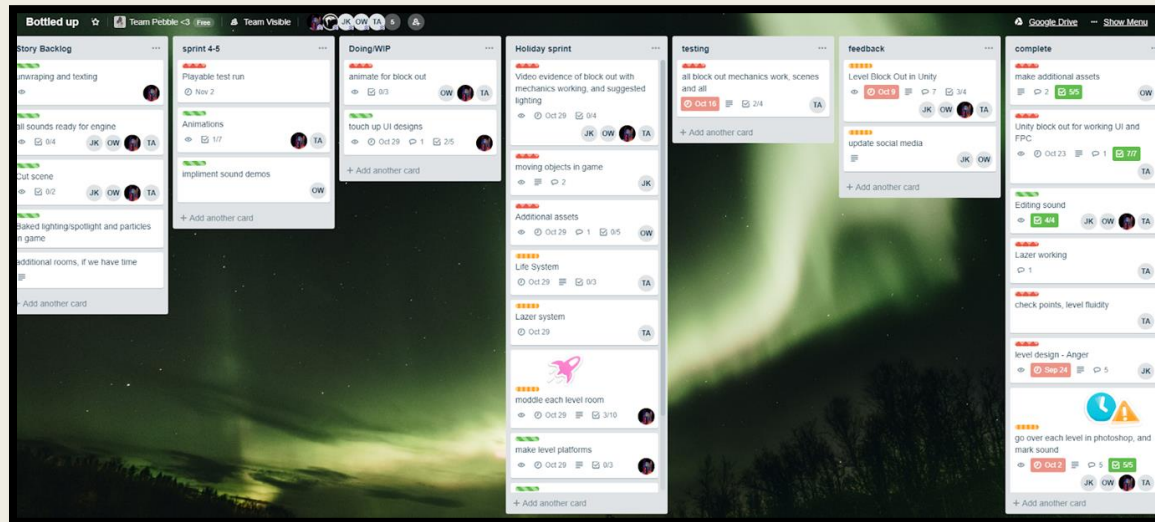 Bottled up
Team Pebble <3 Free
Team Visible
JK OW TA 5
Google Drive
Show Menu
Story Backlog
unwraping and texting
all sounds ready for engine
0/4
JK OW TA
Cut scene
0/2
JK OW TA
Baked lighting/spotlight and particles
in game
additional rooms, if we have time
+ Add another card
sprint 4-5
Playable test run
Nov 2
Animations
1/7
TA
impliment sound demos
OW
+ Add another card
Doing/WIP
animate for block out
0/3
OW TA
touch up UI designs
Oct 29 1 2/5
+ Add another card
Holiday sprint
Video evidence of block out with
mechanics working, and suggested
lighting
Oct 29 0/4
JK OW TA
moving objects in game
2
JK
Additional assets
Oct 29 1 0/5
OW
Life System
Oct 29 0/3
TA
Lazer system
Oct 29
TA
moddle each level room
Oct 29 3/10
make level platforms
Oct 29 0/3
+ Add another card
testing
all block out mechanics work, scenes
and all
Oct 16 2/4
TA
+ Add another card
feedback
Level Block Out in Unity
Oct 9 7 3/4
JK OW TA
update social media
JK OW
+ Add another card
complete
make additional assets
2 5/5
OW
Unity block out for working UI and
FPC
Oct 23 1 7/7
TA
Editing sound
4/4
JK OW TA
Lazer working
1
TA
check points, level fluidity
TA
level design - Anger
Sep 24 5
JK
go over each level in photoshop, and
mark sound
Oct 2 5 5/5
JK OW TA
+ Add another card